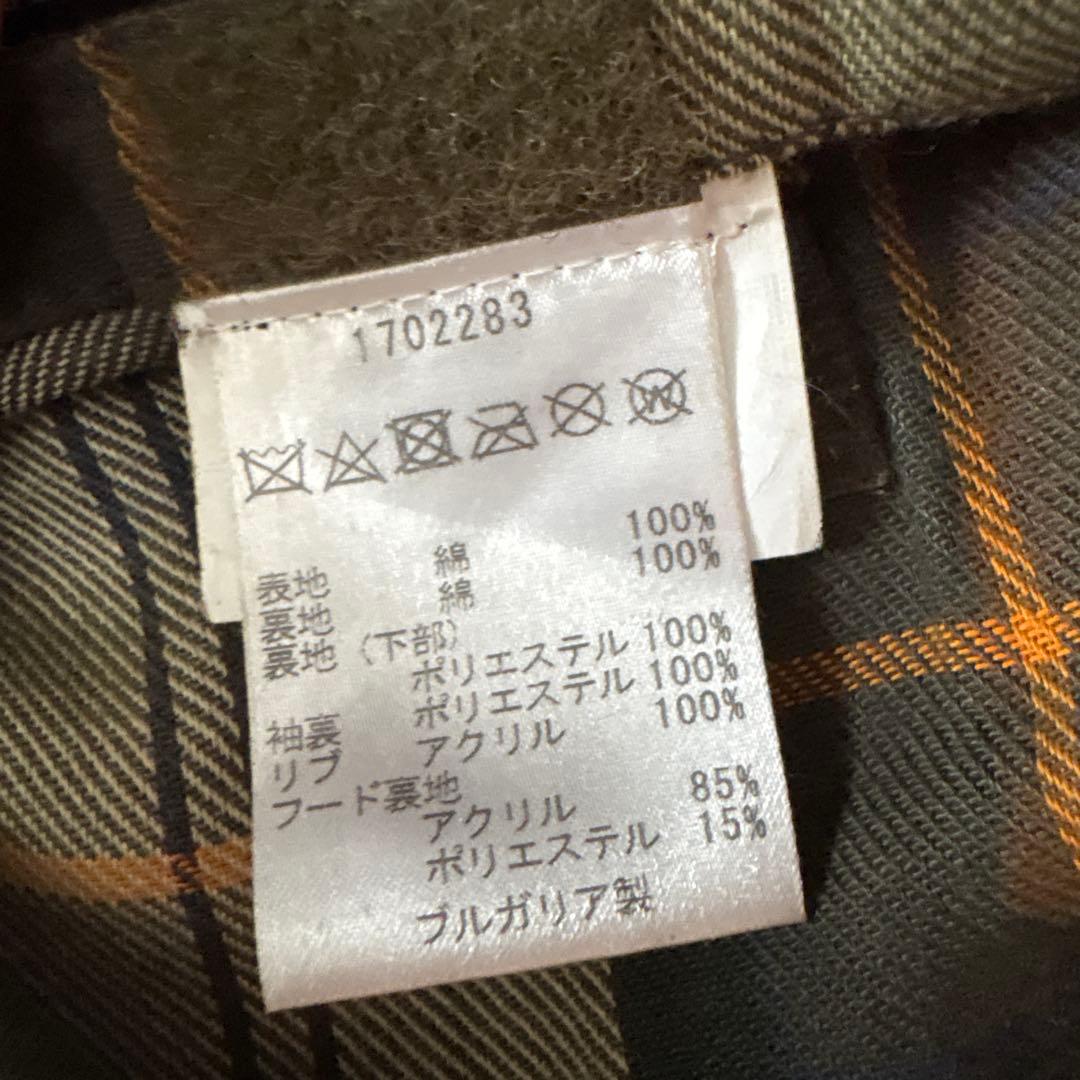 1702283
W
表地 綿 100%
裏地 綿 100%
裏地 (下部)
ポリエステル 100%
袖裏 ポリエステル 100%
リブ アクリル 100%
フード裏地
アクリル 85%
ポリエステル 15%
ブルガリア製